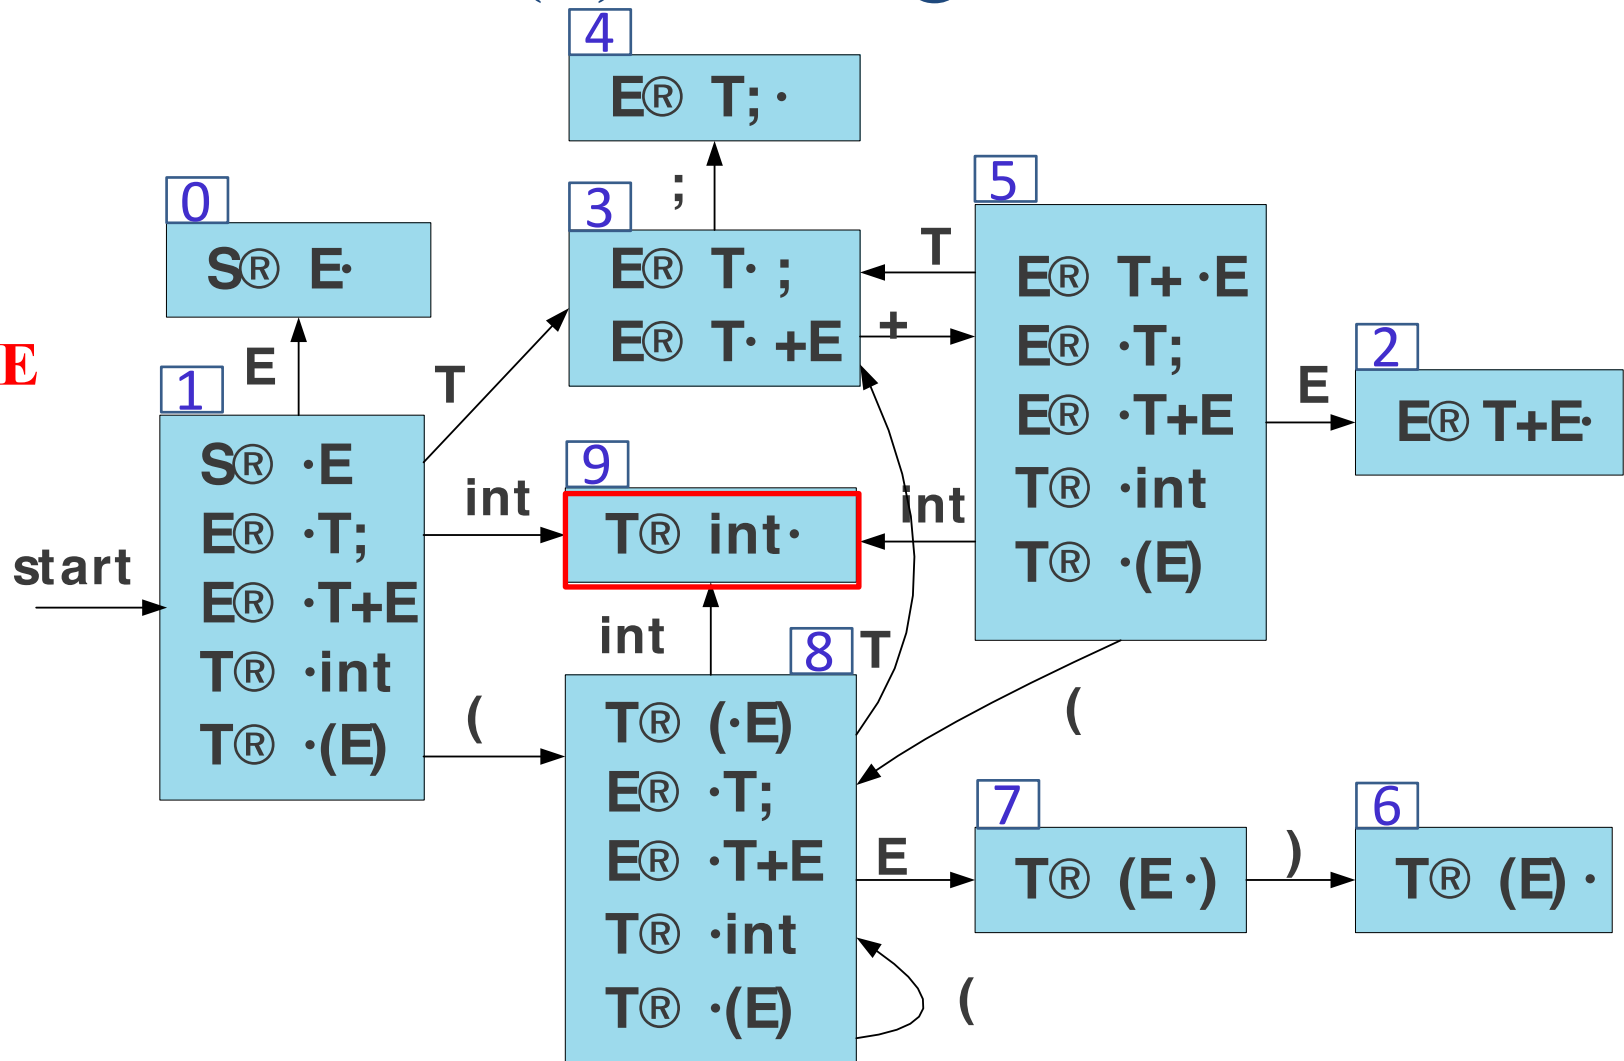 4
E® T; ·
;
0
S® E·
3
E® T· ;
E® T· +E
T
+
5
E® T+ ·E
E® ·T;
E® ·T+E
T® ·int
T® ·(E)
E
2
E® T+E·
E
E
T
1
S® ·E
E® ·T;
E® ·T+E
T® ·int
T® ·(E)
start
int
9
T® int·
int
int
(
8
T
T® (·E)
E® ·T;
E® ·T+E
T® ·int
T® ·(E)
(
E
7
T® (E·)
)
6
T® (E) ·
(